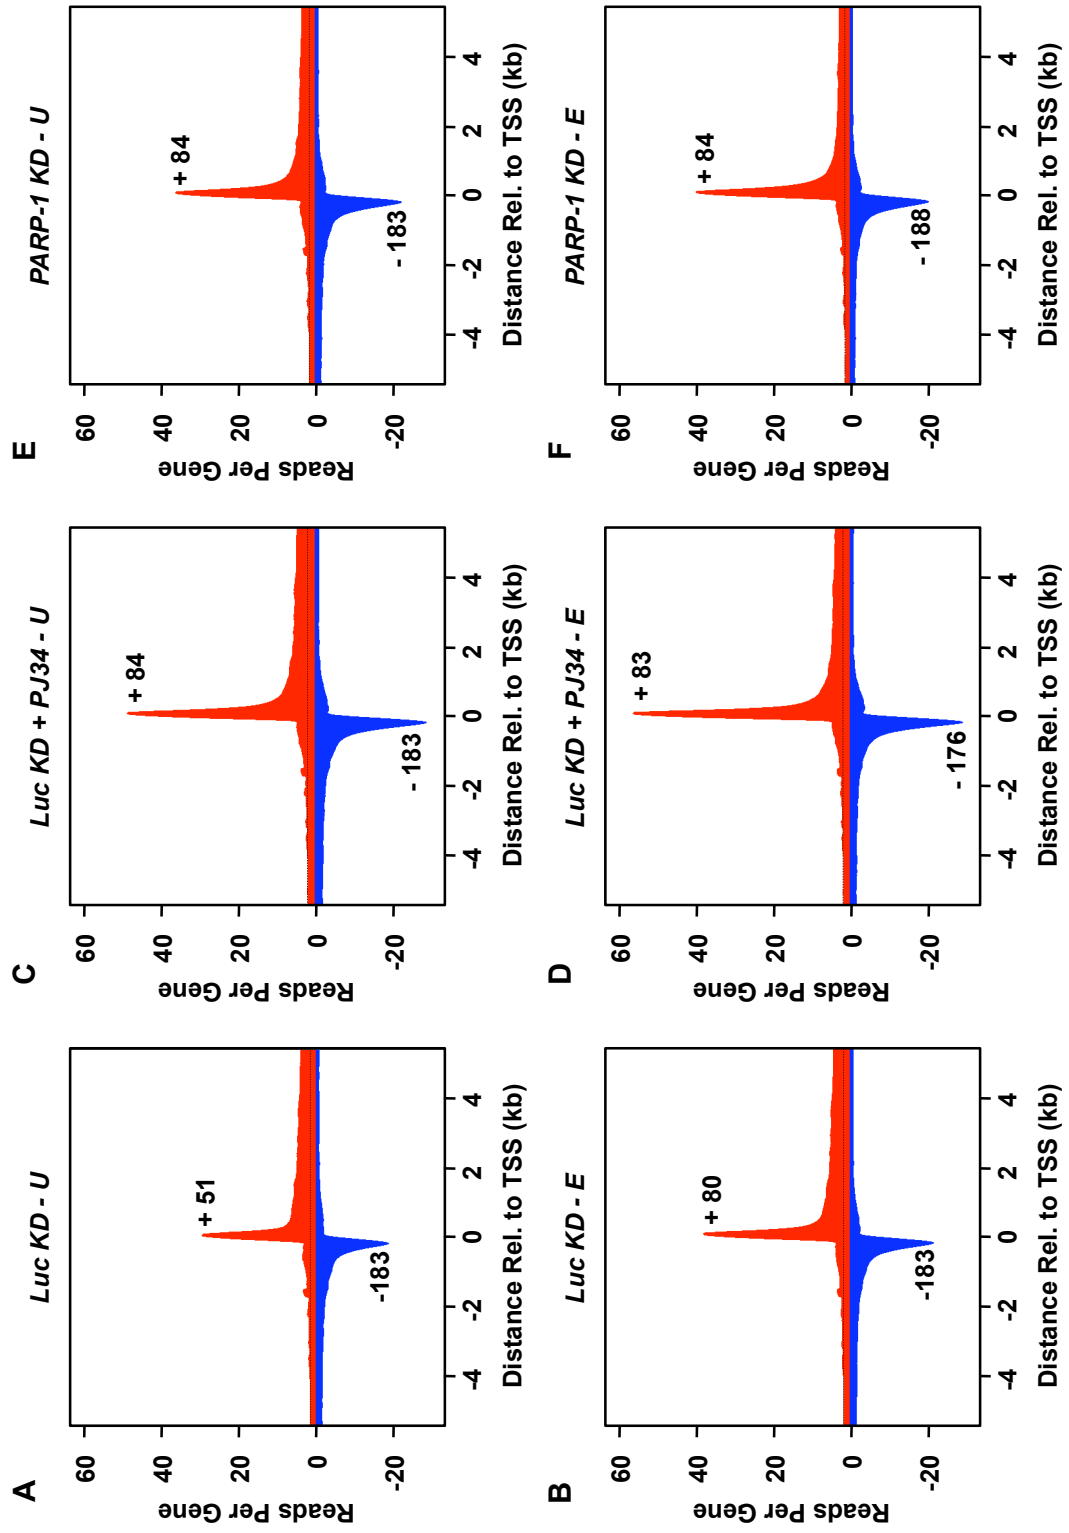 A
Luc KD - U
Reads Per Gene
60
40
20
0
-20
+ 51
-183
-4 -2 0 2 4
Distance Rel. to TSS (kb)
C
Luc KD + PJ34 - U
Reads Per Gene
60
40
20
0
-20
+ 84
- 183
-4 -2 0 2 4
Distance Rel. to TSS (kb)
E
PARP-1 KD - U
Reads Per Gene
60
40
20
0
-20
+ 84
- 183
-4 -2 0 2 4
Distance Rel. to TSS (kb)
B
Luc KD - E
Reads Per Gene
60
40
20
0
-20
+ 80
-183
-4 -2 0 2 4
Distance Rel. to TSS (kb)
D
Luc KD + PJ34 - E
Reads Per Gene
60
40
20
0
-20
+ 83
- 176
-4 -2 0 2 4
Distance Rel. to TSS (kb)
F
PARP-1 KD - E
Reads Per Gene
60
40
20
0
-20
+ 84
- 188
-4 -2 0 2 4
Distance Rel. to TSS (kb)